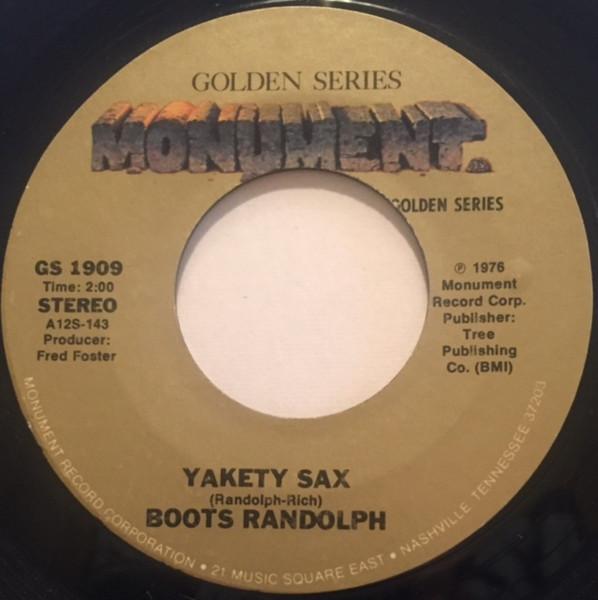 GOLDEN SERIES
MONUMENT
GOLDEN SERIES
GS 1909
Time: 2:00
STEREO
A12S-143
Producer:
Fred Foster
℗ 1976
Monument
Record Corp.
Publisher:
Tree
Publishing
Co. (BMI)
YAKETY SAX
(Randolph-Rich)
BOOTS RANDOLPH
MONUMENT RECORD CORPORATION • 21 MUSIC SQUARE EAST • NASHVILLE, TENNESSEE 37203